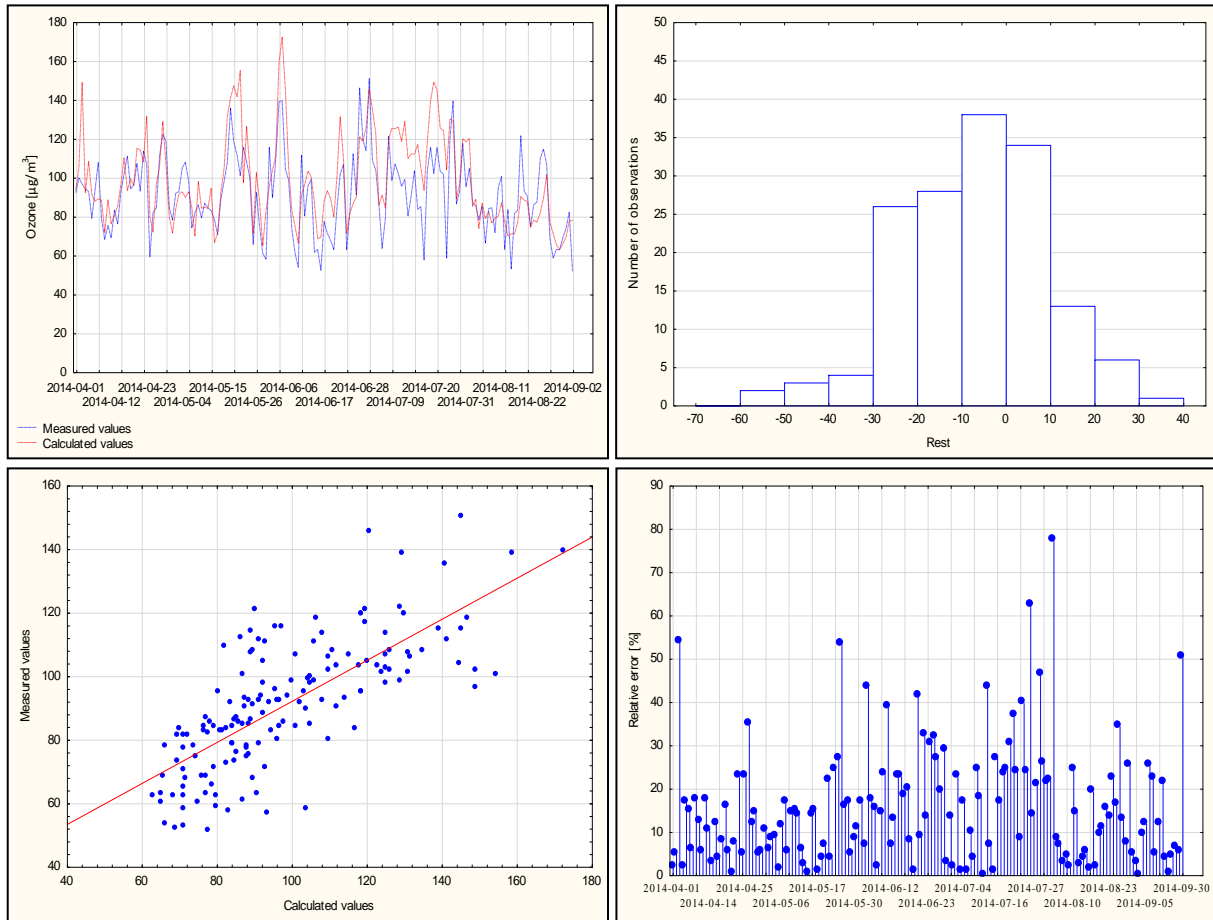 180
160
140
120
100
80
60
40
20
0
Ozone [µg/m³]
2014-04-01 2014-04-23 2014-05-15 2014-06-06 2014-06-28 2014-07-20 2014-08-11 2014-09-02
2014-04-12 2014-05-04 2014-05-26 2014-06-17 2014-07-09 2014-07-31 2014-08-22
Measured values
Calculated values
50
45
40
35
30
25
20
15
10
5
0
Number of observations
-70 -60 -50 -40 -30 -20 -10 0 10 20 30 40
Rest
160
140
120
100
80
60
40
Measured values
40 60 80 100 120 140 160 180
Calculated values
90
80
70
60
50
40
30
20
10
0
Relative error [%]
2014-04-01 2014-04-25 2014-05-17 2014-06-12 2014-07-04 2014-07-27 2014-08-23 2014-09-30
2014-04-14 2014-05-06 2014-05-30 2014-06-23 2014-07-16 2014-08-10 2014-09-05